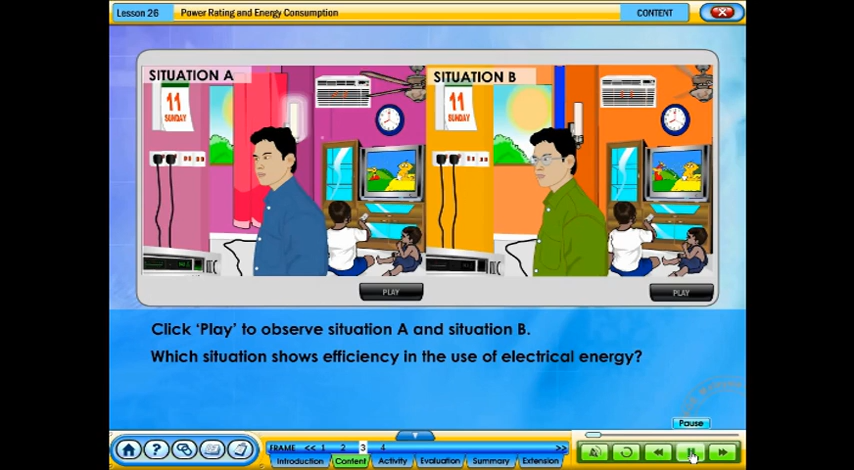 Lesson 26
Power Rating and Energy Consumption
CONTENT
SITUATION A
SITUATION B
11
SUNDAY
11
SUNDAY
PLAY
PLAY
Click 'Play' to observe situation A and situation B.
Which situation shows efficiency in the use of electrical energy?
Pause
FRAME << 1 2 3 4 >>
Introduction Content Activity Evaluation Summary Extension